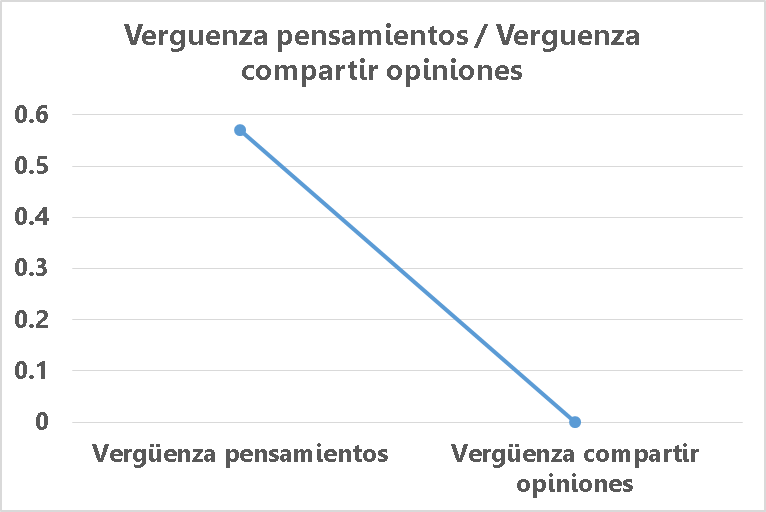 Verguenza pensamientos / Verguenza
compartir opiniones
0.6
0.5
0.4
0.3
0.2
0.1
0
Vergüenza pensamientos
Vergüenza compartir
opiniones